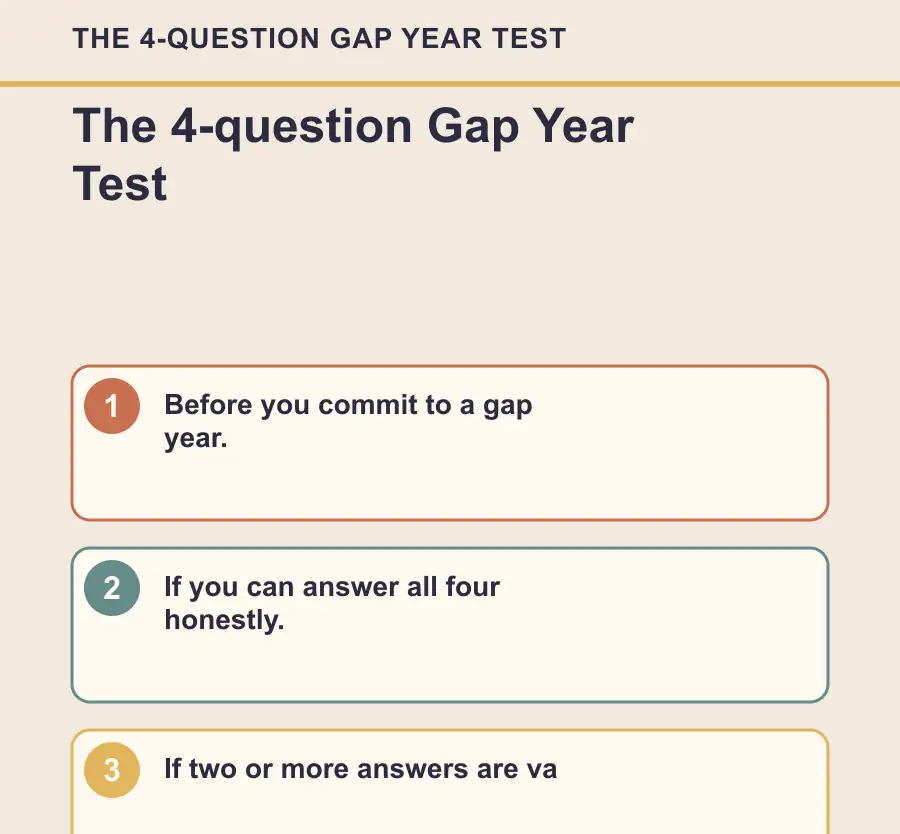 THE 4-QUESTION GAP YEAR TEST
The 4-question Gap Year
Test
1
Before you commit to a gap
year.
2
If you can answer all four
honestly.
3
If two or more answers are va